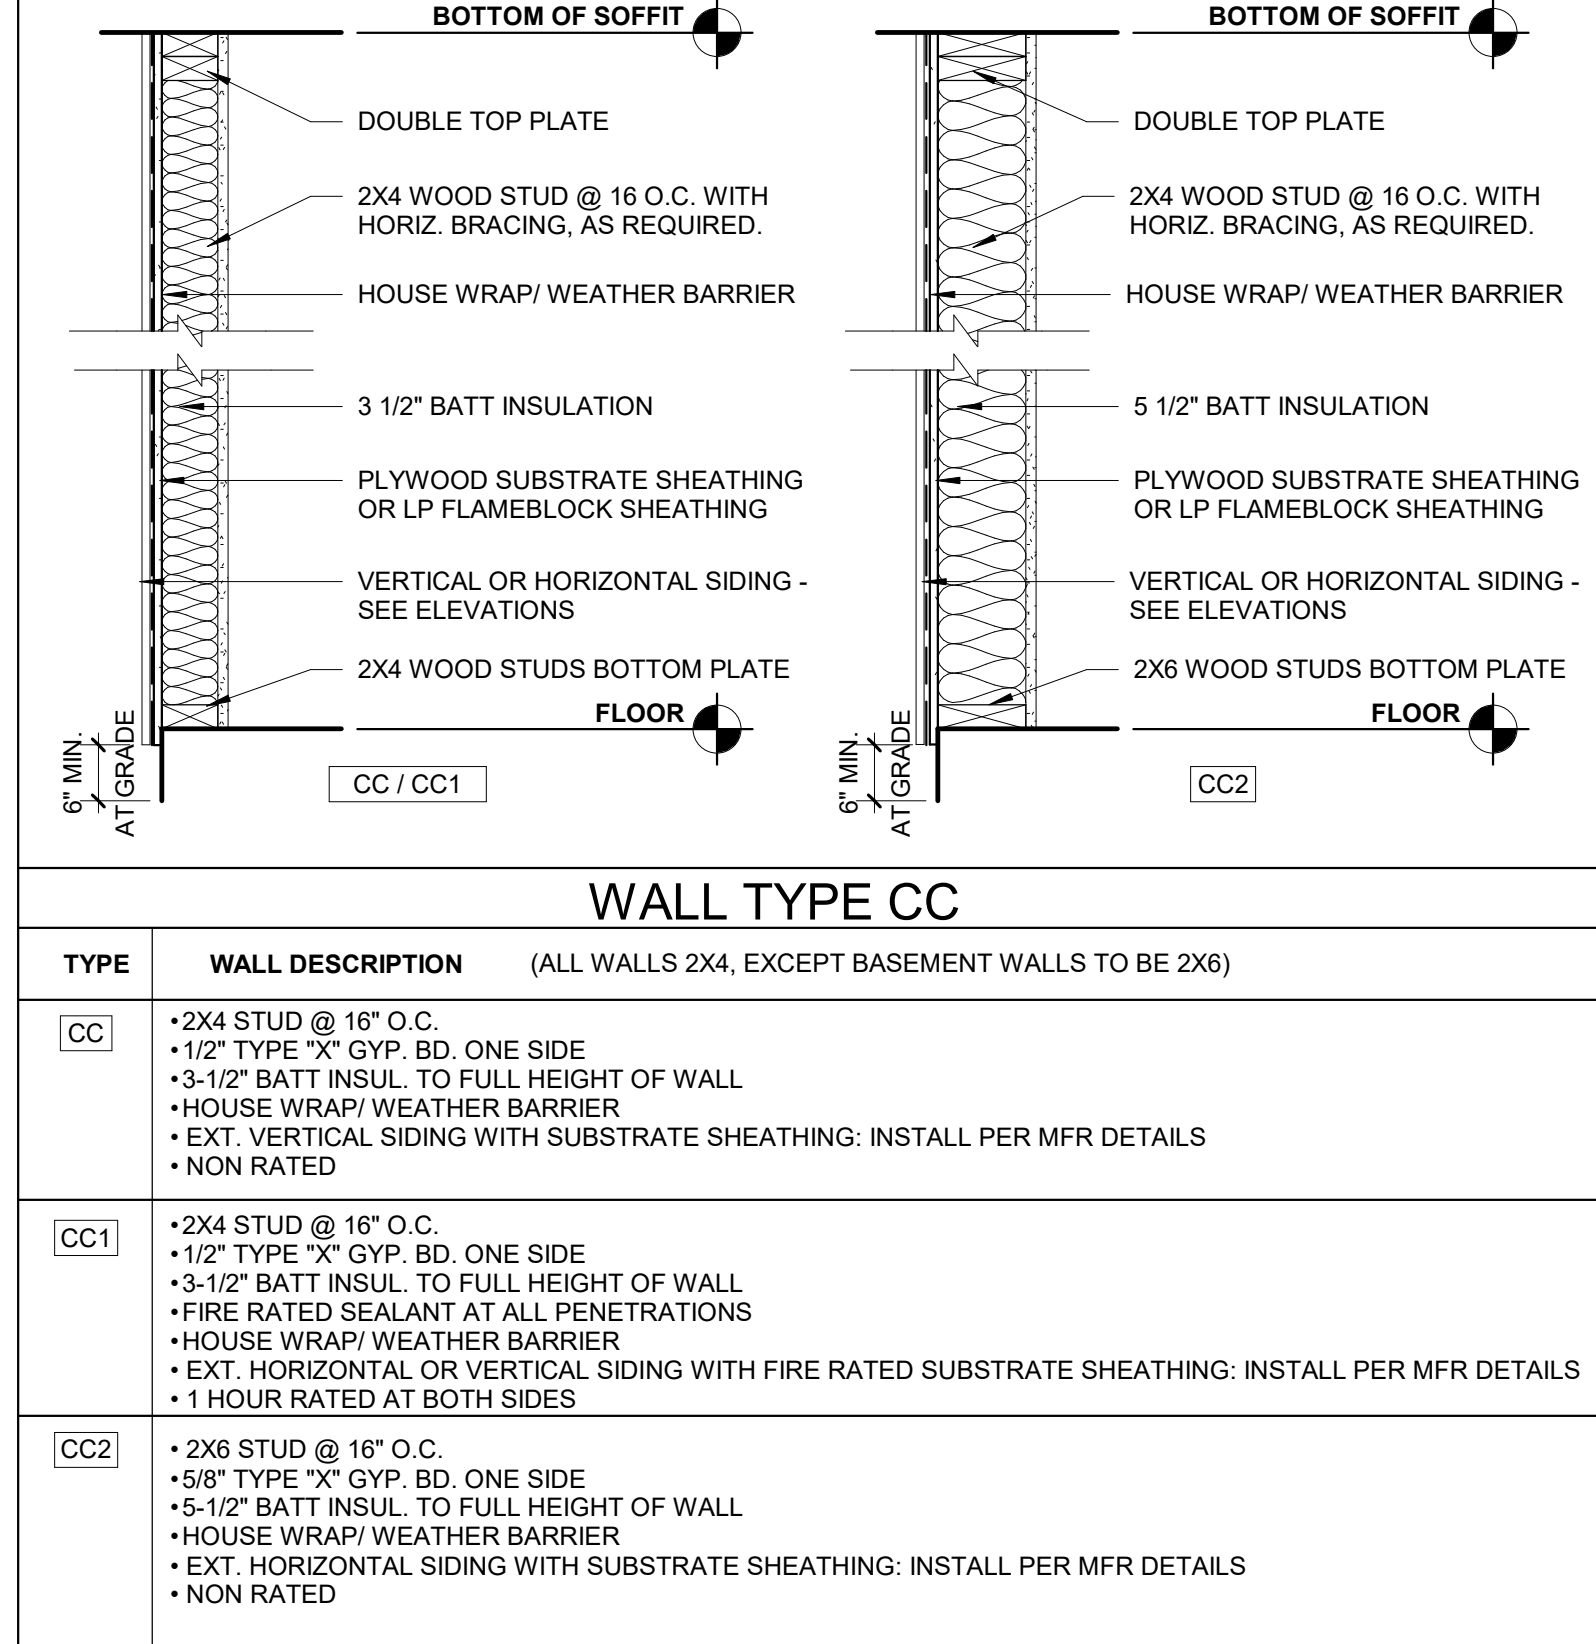 BOTTOM OF SOFFIT
DOUBLE TOP PLATE
2X4 WOOD STUD @ 16 O.C. WITH
HORIZ. BRACING, AS REQUIRED.
HOUSE WRAP/ WEATHER BARRIER
3 1/2" BATT INSULATION
PLYWOOD SUBSTRATE SHEATHING
OR LP FLAMEBLOCK SHEATHING
VERTICAL OR HORIZONTAL SIDING -
SEE ELEVATIONS
2X4 WOOD STUDS BOTTOM PLATE
FLOOR
6" MIN.
AT GRADE
CC / CC1
BOTTOM OF SOFFIT
DOUBLE TOP PLATE
2X4 WOOD STUD @ 16 O.C. WITH
HORIZ. BRACING, AS REQUIRED.
HOUSE WRAP/ WEATHER BARRIER
5 1/2" BATT INSULATION
PLYWOOD SUBSTRATE SHEATHING
OR LP FLAMEBLOCK SHEATHING
VERTICAL OR HORIZONTAL SIDING -
SEE ELEVATIONS
2X6 WOOD STUDS BOTTOM PLATE
FLOOR
6" MIN.
AT GRADE
CC2
WALL TYPE CC
TYPE WALL DESCRIPTION (ALL WALLS 2X4, EXCEPT BASEMENT WALLS TO BE 2X6)
CC
•2X4 STUD @ 16" O.C.
•1/2" TYPE "X" GYP. BD. ONE SIDE
•3-1/2" BATT INSUL. TO FULL HEIGHT OF WALL
•HOUSE WRAP/ WEATHER BARRIER
• EXT. VERTICAL SIDING WITH SUBSTRATE SHEATHING: INSTALL PER MFR DETAILS
• NON RATED
CC1
•2X4 STUD @ 16" O.C.
•1/2" TYPE "X" GYP. BD. ONE SIDE
•3-1/2" BATT INSUL. TO FULL HEIGHT OF WALL
•FIRE RATED SEALANT AT ALL PENETRATIONS
•HOUSE WRAP/ WEATHER BARRIER
• EXT. HORIZONTAL OR VERTICAL SIDING WITH FIRE RATED SUBSTRATE SHEATHING: INSTALL PER MFR DETAILS
• 1 HOUR RATED AT BOTH SIDES
CC2
• 2X6 STUD @ 16" O.C.
•5/8" TYPE "X" GYP. BD. ONE SIDE
•5-1/2" BATT INSUL. TO FULL HEIGHT OF WALL
•HOUSE WRAP/ WEATHER BARRIER
• EXT. HORIZONTAL SIDING WITH SUBSTRATE SHEATHING: INSTALL PER MFR DETAILS
• NON RATED